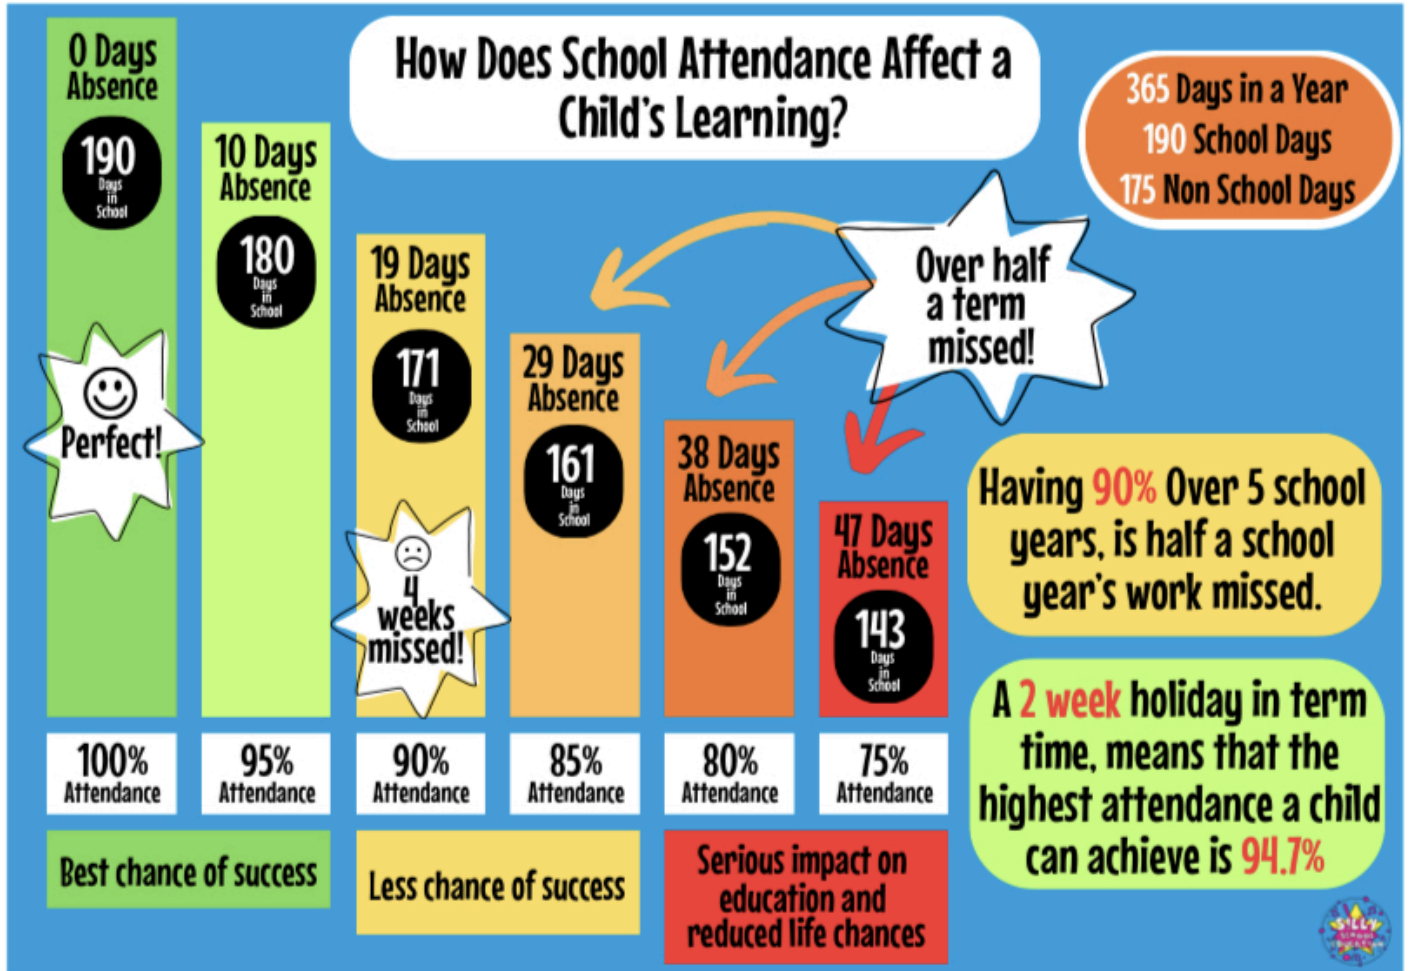 How Does School Attendance Affect a
Child's Learning?
365 Days in a Year
190 School Days
175 Non School Days
0 Days
Absence
190
Days
in
School
Perfect!
10 Days
Absence
180
Days
in
School
19 Days
Absence
171
Days
in
School
4
weeks
missed!
29 Days
Absence
161
Days
in
School
38 Days
Absence
152
Days
in
School
47 Days
Absence
143
Days
in
School
Over half
a term
missed!
100%
Attendance
95%
Attendance
90%
Attendance
85%
Attendance
80%
Attendance
75%
Attendance
Best chance of success
Less chance of success
Serious impact on
education and
reduced life chances
Having 90% Over 5 school
years, is half a school
year's work missed.
A 2 week holiday in term
time, means that the
highest attendance a child
can achieve is 94.7%
SILLY
SCHOOL
EDUCATION